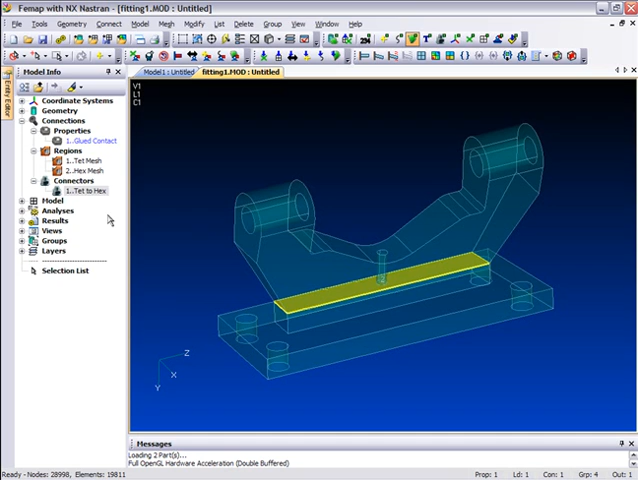 Femap with NX Nastran - [fitting1.MOD : Untitled]
File Tools Geometry Connect Model Mesh Modify List Delete Group View Window Help
Model Info
Model1 : Untitled fitting1.MOD : Untitled
Entity Editor
Coordinate Systems
Geometry
Connections
Properties
1..Glued Contact
Regions
1..Tet Mesh
2..Hex Mesh
Connectors
1..Tet to Hex
Model
Analyses
Results
Views
Groups
Layers
Selection List
V1
L1
C1
Z
X
Y
Messages
Loading 2 Part(s)...
Full OpenGL Hardware Acceleration (Double Buffered)
Ready - Nodes: 28998, Elements: 19811
Prop: 1 Ld: 1 Con: 1 Grp: 4 Out: 1